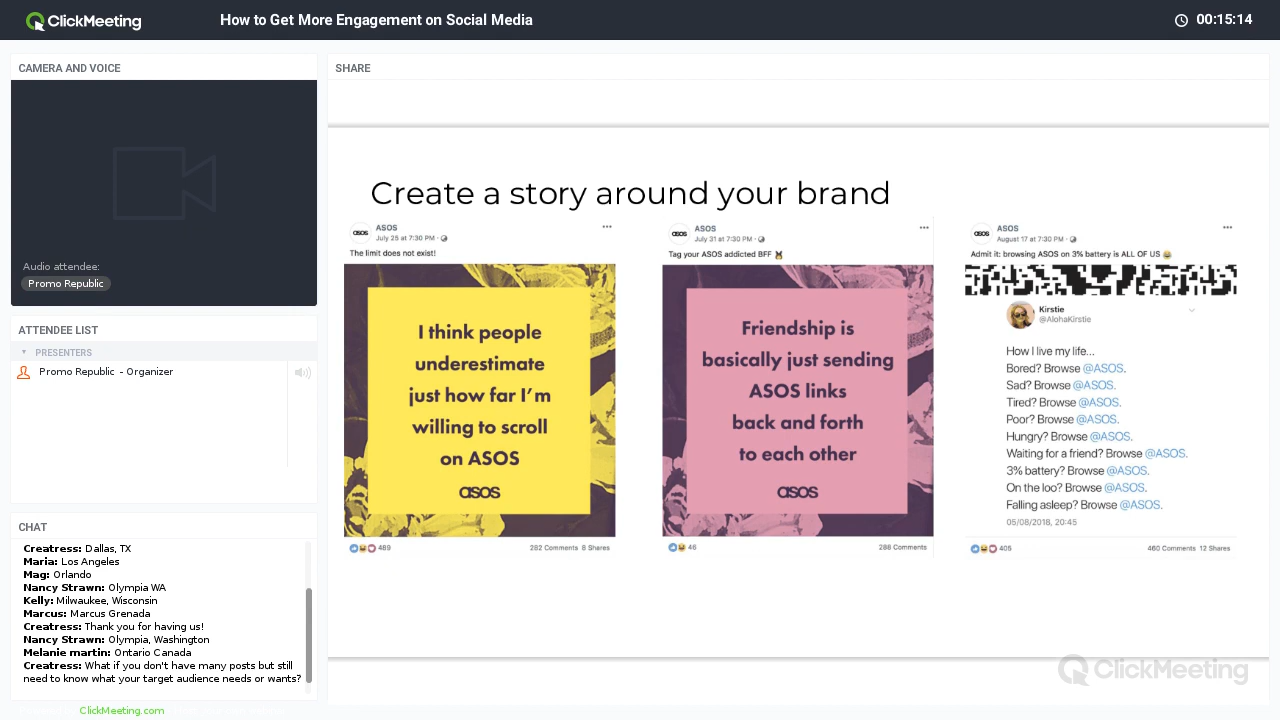 ClickMeeting
How to Get More Engagement on Social Media
00:15:14
CAMERA AND VOICE
Audio attendee:
Promo Republic
ATTENDEE LIST
PRESENTERS
Promo Republic - Organizer
CHAT
Creatress: Dallas, TX
Maria: Los Angeles
Mag: Orlando
Nancy Strawn: Olympia WA
Kelly: Milwaukee, Wisconsin
Marcus: Marcus Grenada
Creatress: Thank you for having us!
Nancy Strawn: Olympia, Washington
Melanie martin: Ontario Canada
Creatress: What if you don't have many posts but still
need to know what your target audience needs or wants?
ClickMeeting.com
SHARE
Create a story around your brand
asos
ASOS
July 25 at 7:30 PM ·
The limit does not exist!
I think people
underestimate
just how far I'm
willing to scroll
on ASOS
asos
489
282 Comments 8 Shares
asos
ASOS
July 31 at 7:30 PM ·
Tag your ASOS addicted BFF
Friendship is
basically just sending
ASOS links
back and forth
to each other
asos
46
288 Comments
asos
ASOS
August 17 at 7:30 PM ·
Admit it: browsing ASOS on 3% battery is ALL OF US
Kirstie
@AlohaKirstie
How I live my life...
Bored? Browse @ASOS.
Sad? Browse @ASOS.
Tired? Browse @ASOS.
Poor? Browse @ASOS.
Hungry? Browse @ASOS.
Waiting for a friend? Browse @ASOS.
3% battery? Browse @ASOS.
On the loo? Browse @ASOS.
Falling asleep? Browse @ASOS.
05/08/2018, 20:45
405
460 Comments 12 Shares
ClickMeeting